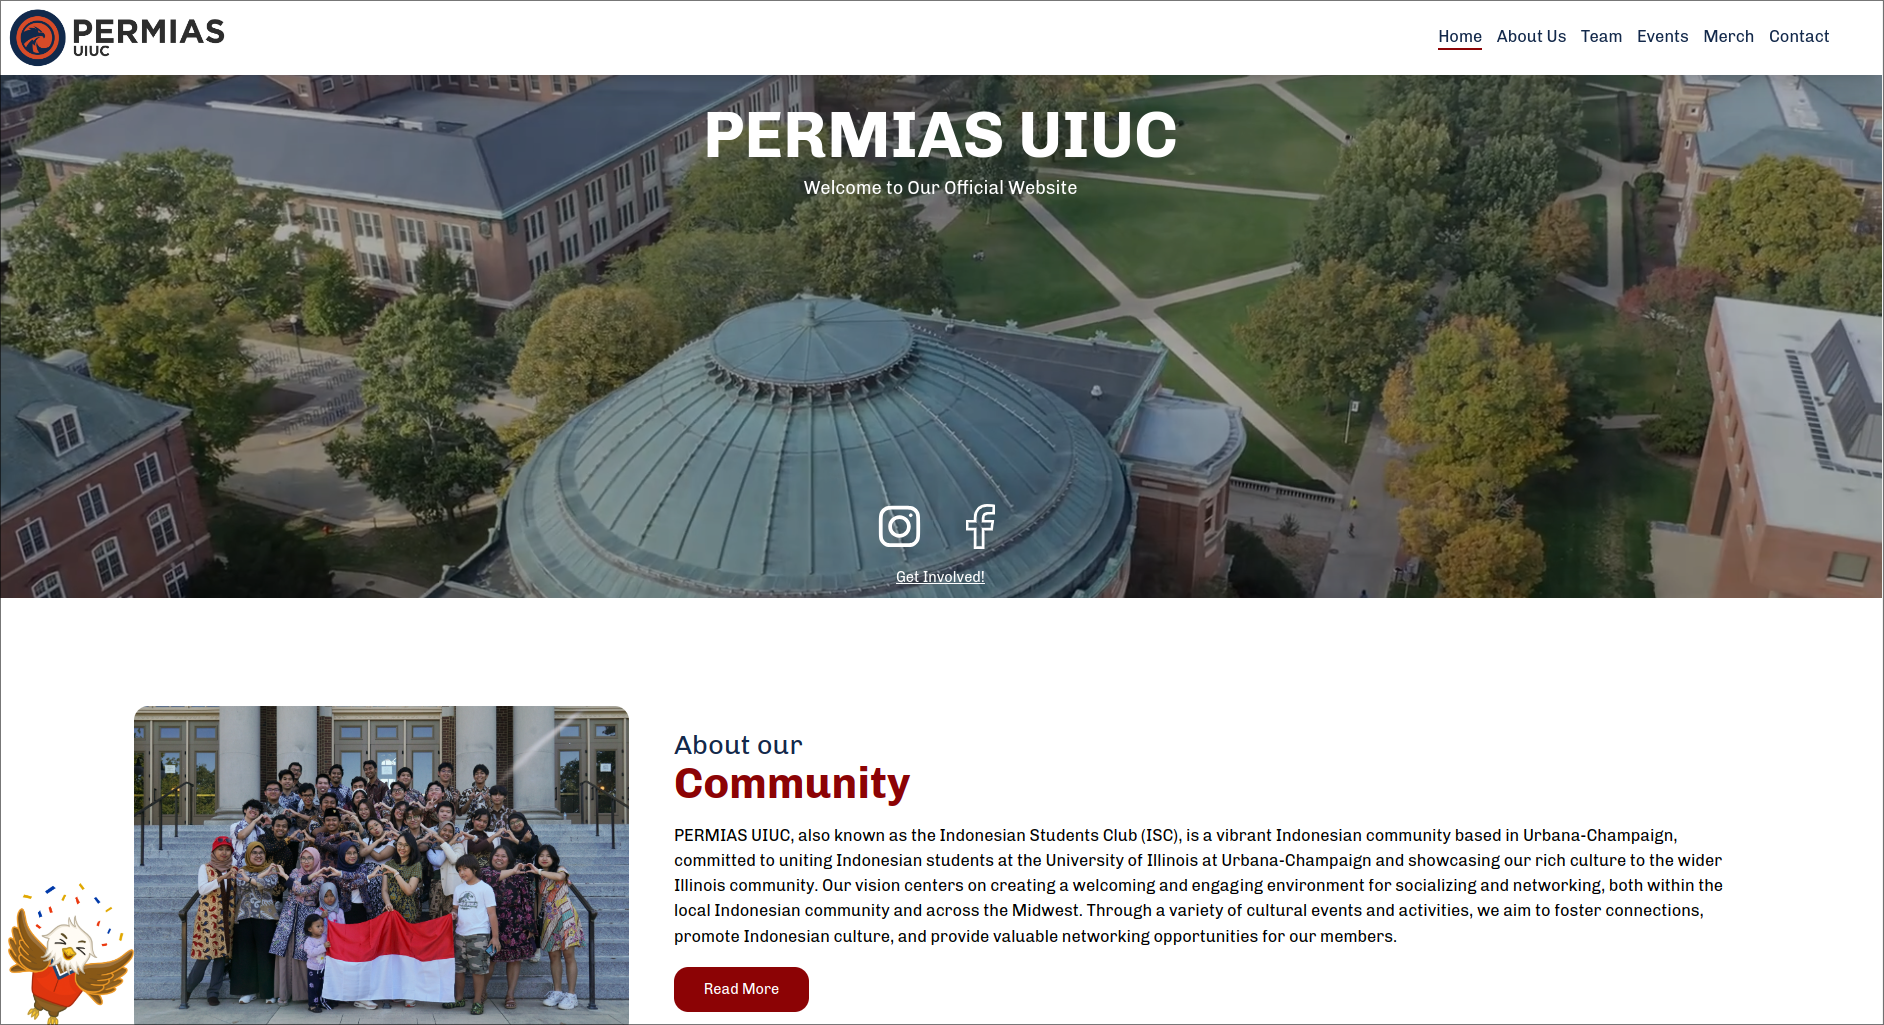 PERMIAS
UIUC
Home About Us Team Events Merch Contact
PERMIAS UIUC
Welcome to Our Official Website
Get Involved!
About our
Community
PERMIAS UIUC, also known as the Indonesian Students Club (ISC), is a vibrant Indonesian community based in Urbana-Champaign,
committed to uniting Indonesian students at the University of Illinois at Urbana-Champaign and showcasing our rich culture to the wider
Illinois community. Our vision centers on creating a welcoming and engaging environment for socializing and networking, both within the
local Indonesian community and across the Midwest. Through a variety of cultural events and activities, we aim to foster connections,
promote Indonesian culture, and provide valuable networking opportunities for our members.
Read More